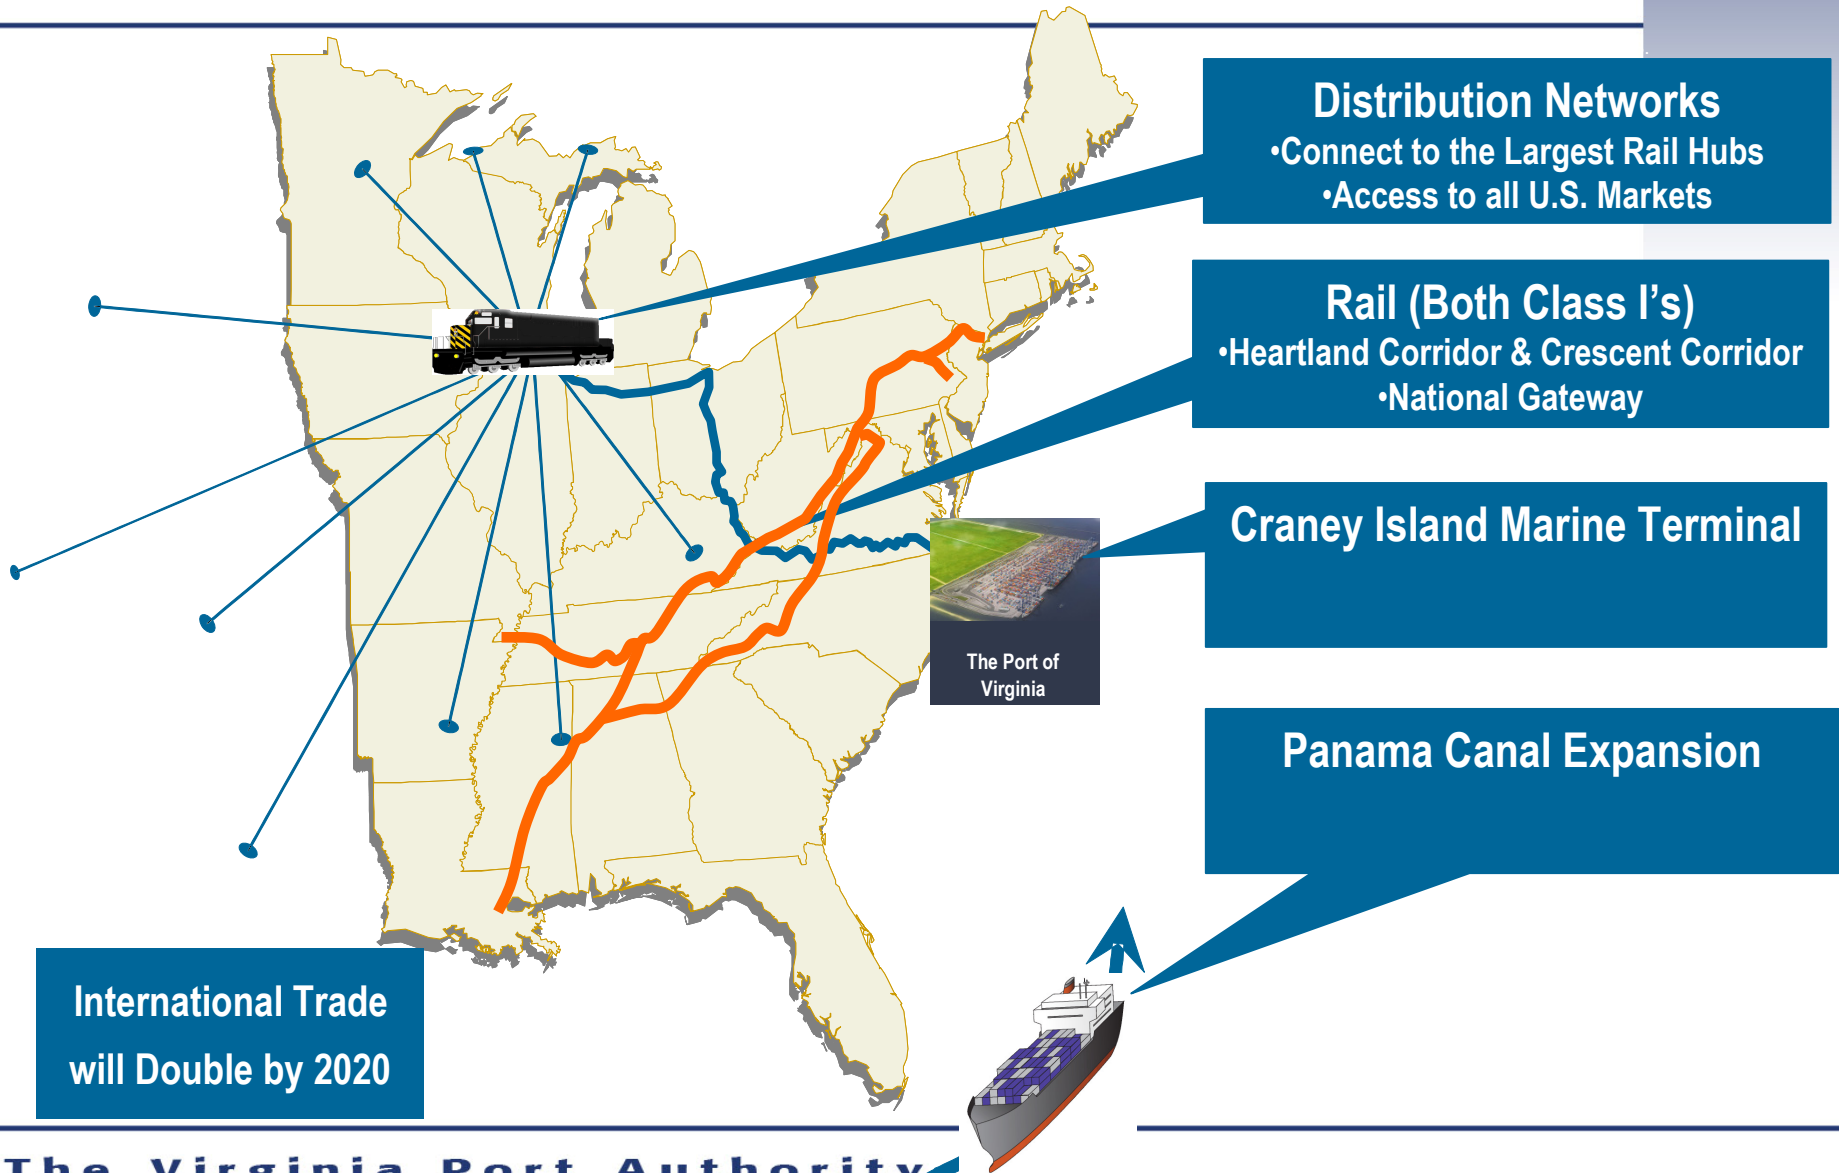 Distribution Networks
•Connect to the Largest Rail Hubs
•Access to all U.S. Markets
Rail (Both Class I's)
•Heartland Corridor & Crescent Corridor
•National Gateway
Craney Island Marine Terminal
The Port of
Virginia
Panama Canal Expansion
International Trade
will Double by 2020
The Virginia Port Authority